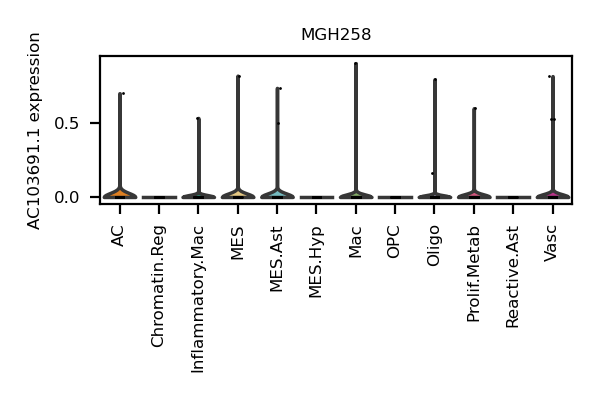 MGH258
AC103691.1 expression
0.5
0.0
AC
Chromatin.Reg
Inflammatory.Mac
MES
MES.Ast
MES.Hyp
Mac
OPC
Oligo
Prolif.Metab
Reactive.Ast
Vasc